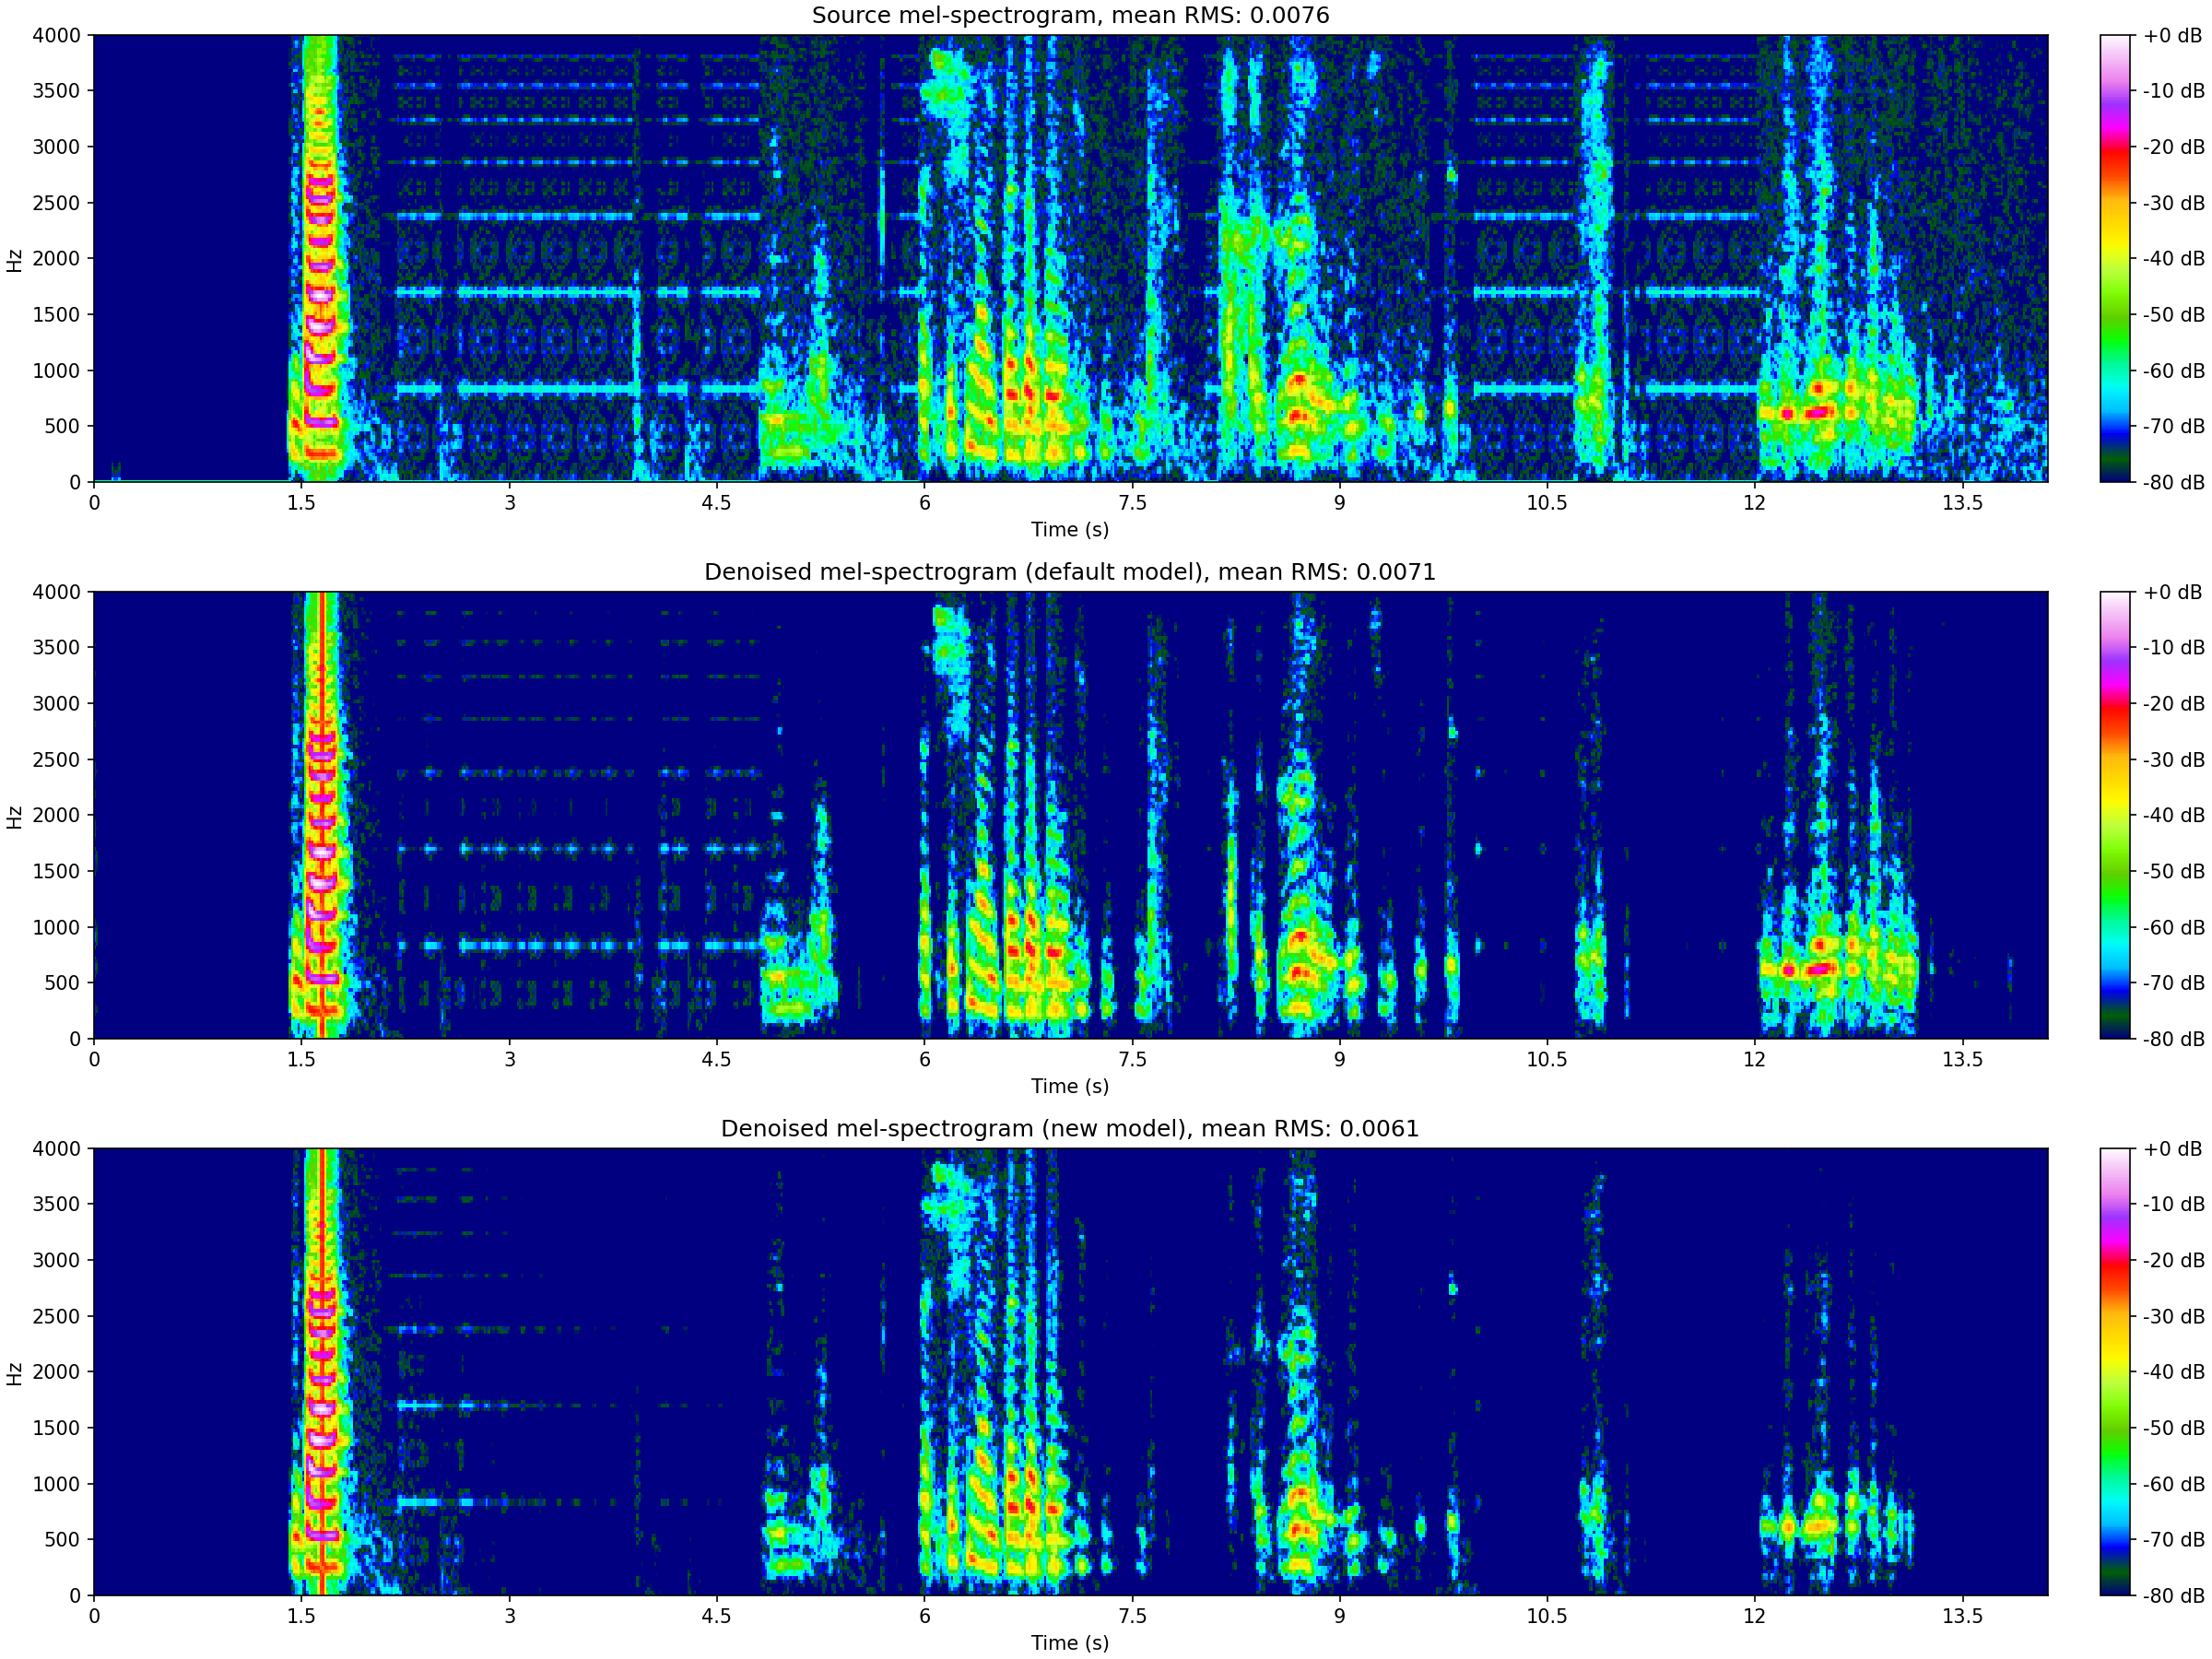 Source mel-spectrogram, mean RMS: 0.0076
4000
3500
3000
2500
2000
1500
1000
500
0
Hz
0 1.5 3 4.5 6 7.5 9 10.5 12 13.5
Time (s)
+0 dB
-10 dB
-20 dB
-30 dB
-40 dB
-50 dB
-60 dB
-70 dB
-80 dB
Denoised mel-spectrogram (default model), mean RMS: 0.0071
4000
3500
3000
2500
2000
1500
1000
500
0
Hz
0 1.5 3 4.5 6 7.5 9 10.5 12 13.5
Time (s)
+0 dB
-10 dB
-20 dB
-30 dB
-40 dB
-50 dB
-60 dB
-70 dB
-80 dB
Denoised mel-spectrogram (new model), mean RMS: 0.0061
4000
3500
3000
2500
2000
1500
1000
500
0
Hz
0 1.5 3 4.5 6 7.5 9 10.5 12 13.5
Time (s)
+0 dB
-10 dB
-20 dB
-30 dB
-40 dB
-50 dB
-60 dB
-70 dB
-80 dB